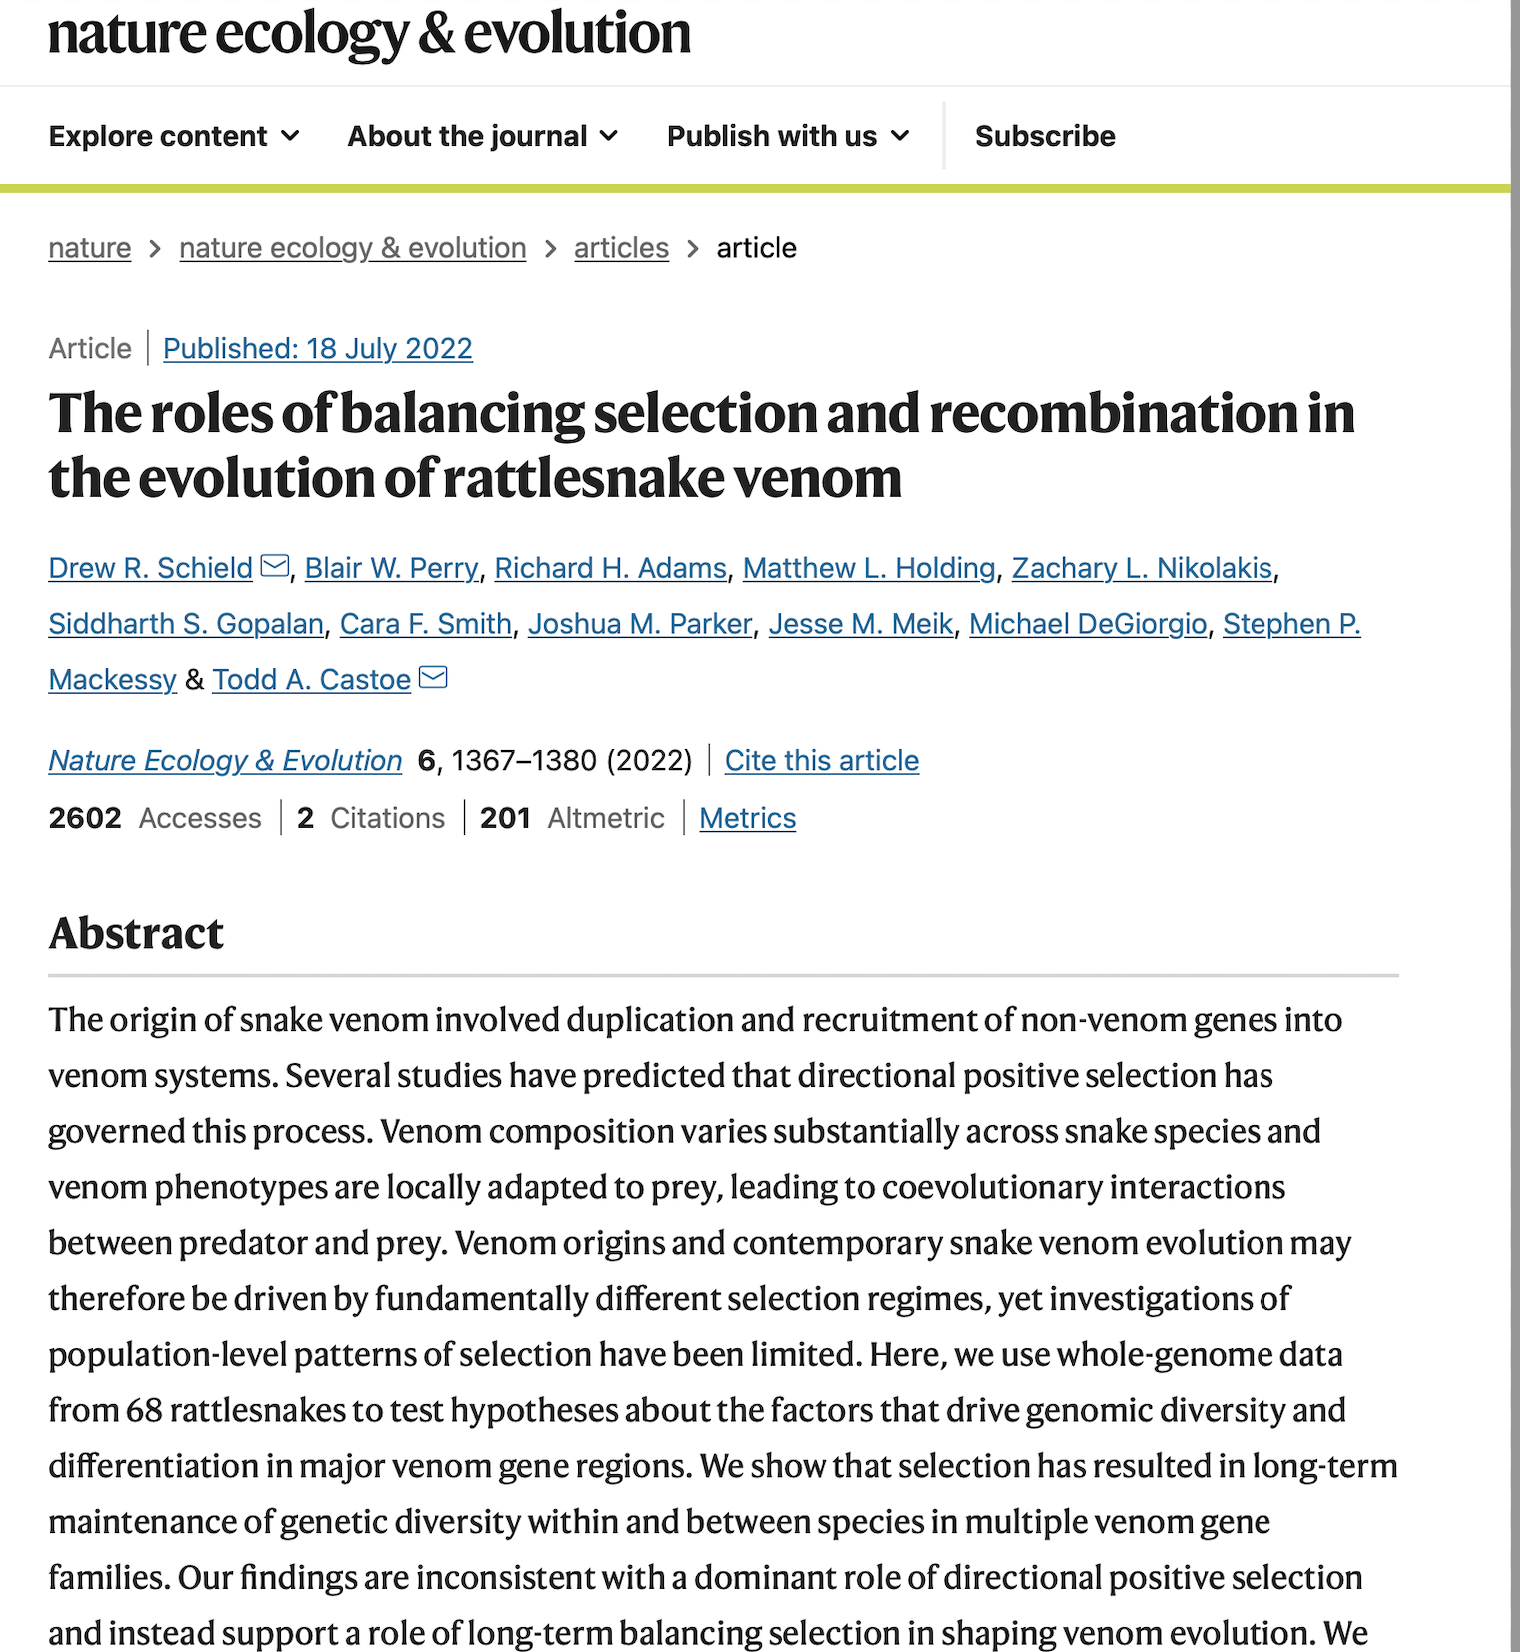 nature ecology & evolution
Explore content About the journal Publish with us Subscribe
nature > nature ecology & evolution > articles > article
Article | Published: 18 July 2022
The roles of balancing selection and recombination in
the evolution of rattlesnake venom
Drew R. Schield, Blair W. Perry, Richard H. Adams, Matthew L. Holding, Zachary L. Nikolakis,
Siddharth S. Gopalan, Cara F. Smith, Joshua M. Parker, Jesse M. Meik, Michael DeGiorgio, Stephen P.
Mackessy & Todd A. Castoe
Nature Ecology & Evolution 6, 1367–1380 (2022) | Cite this article
2602 Accesses | 2 Citations | 201 Altmetric | Metrics
Abstract
The origin of snake venom involved duplication and recruitment of non-venom genes into
venom systems. Several studies have predicted that directional positive selection has
governed this process. Venom composition varies substantially across snake species and
venom phenotypes are locally adapted to prey, leading to coevolutionary interactions
between predator and prey. Venom origins and contemporary snake venom evolution may
therefore be driven by fundamentally different selection regimes, yet investigations of
population-level patterns of selection have been limited. Here, we use whole-genome data
from 68 rattlesnakes to test hypotheses about the factors that drive genomic diversity and
differentiation in major venom gene regions. We show that selection has resulted in long-term
maintenance of genetic diversity within and between species in multiple venom gene
families. Our findings are inconsistent with a dominant role of directional positive selection
and instead support a role of long-term balancing selection in shaping venom evolution. We